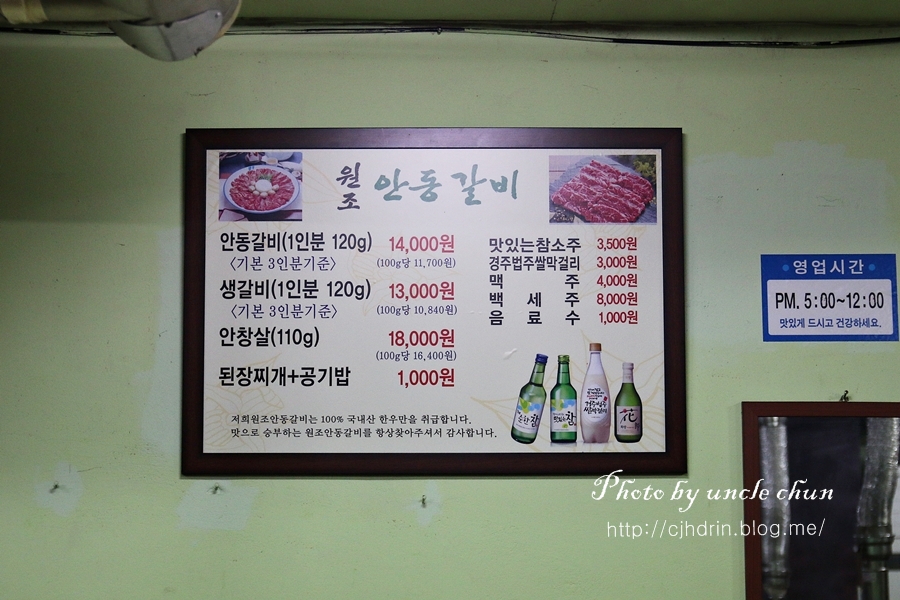 원조 안동갈비
안동갈비(1인분 120g) 14,000원
〈기본 3인분기준〉 (100g당 11,700원)
생갈비(1인분 120g) 13,000원
〈기본 3인분기준〉 (100g당 10,840원)
안창살(110g) 18,000원
(100g당 16,400원)
된장찌개+공기밥 1,000원
맛있는참소주 3,500원
경주법주쌀막걸리 3,000원
맥 주 4,000원
백 세 주 8,000원
음 료 수 1,000원
저희원조안동갈비는 100% 국내산 한우만을 취급합니다.
맛으로 승부하는 원조안동갈비를 항상찾아주셔서 감사합니다.
영업시간
PM. 5:00~12:00
맛있게 드시고 건강하세요.
Photo by uncle chun
http://cjhdrin.blog.me/